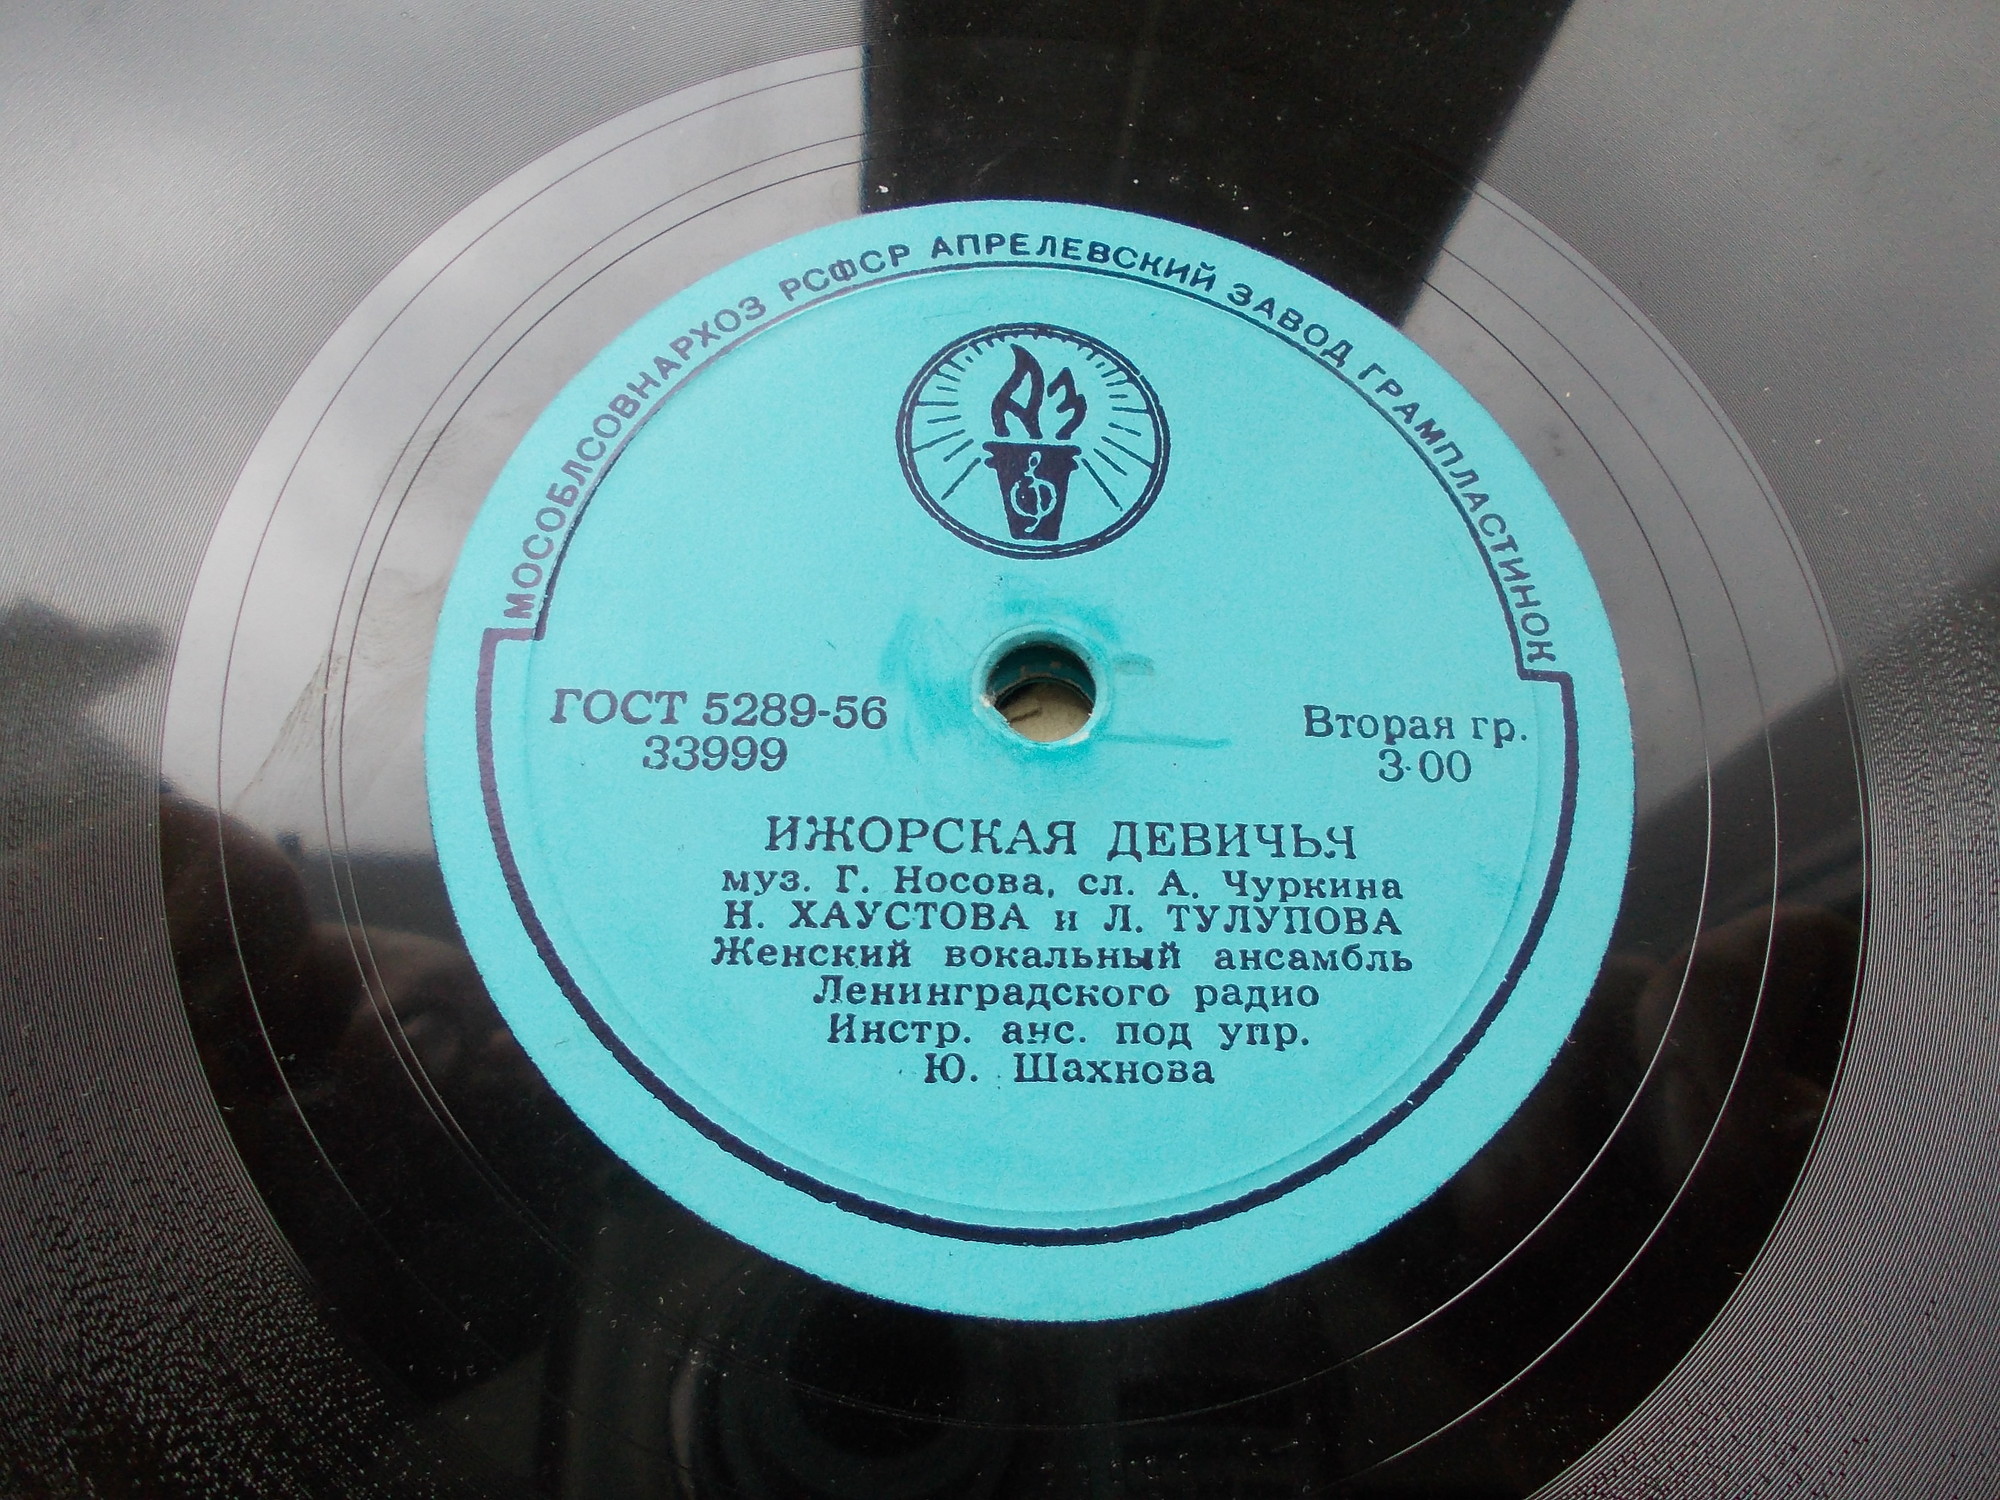 МОСОБЛСОВНАРХОЗ РСФСР АПРЕЛЕВСКИЙ ЗАВОД ГРАМПЛАСТИНОК
АЗ
ГОСТ 5289-56
33999
Вторая гр.
3·00
ИЖОРСКАЯ ДЕВИЧЬЯ
муз. Г. Носова, сл. А. Чуркина
Н. ХАУСТОВА и Л. ТУЛУПОВА
Женский вокальный ансамбль
Ленинградского радио
Инстр. анс. под упр.
Ю. Шахнова